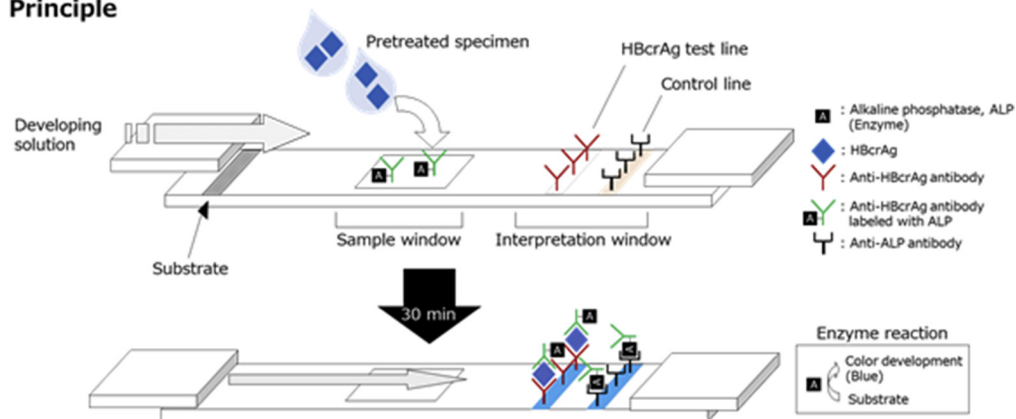 Principle
Pretreated specimen
HBcrAg test line
Control line
Developing
solution
A
A
Substrate
Sample window
Interpretation window
A : Alkaline phosphatase, ALP
(Enzyme)
: HBcrAg
: Anti-HBcrAg antibody
A : Anti-HBcrAg antibody
labeled with ALP
: Anti-ALP antibody
30 min
A
A
A
A
Enzyme reaction
A
Color development
(Blue)
Substrate